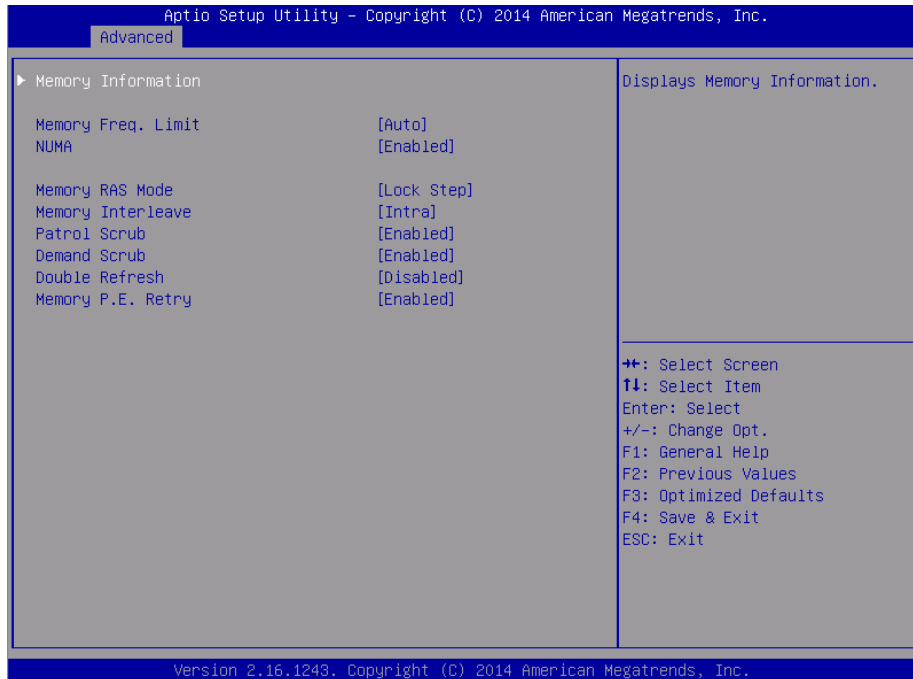 Aptio Setup Utility – Copyright (C) 2014 American Megatrends, Inc.
Advanced
Memory Information
Memory Freq. Limit [Auto]
NUMA [Enabled]
Memory RAS Mode [Lock Step]
Memory Interleave [Intra]
Patrol Scrub [Enabled]
Demand Scrub [Enabled]
Double Refresh [Disabled]
Memory P.E. Retry [Enabled]
Displays Memory Information.
→←: Select Screen
↑↓: Select Item
Enter: Select
+/-: Change Opt.
F1: General Help
F2: Previous Values
F3: Optimized Defaults
F4: Save & Exit
ESC: Exit
Version 2.16.1243. Copyright (C) 2014 American Megatrends, Inc.